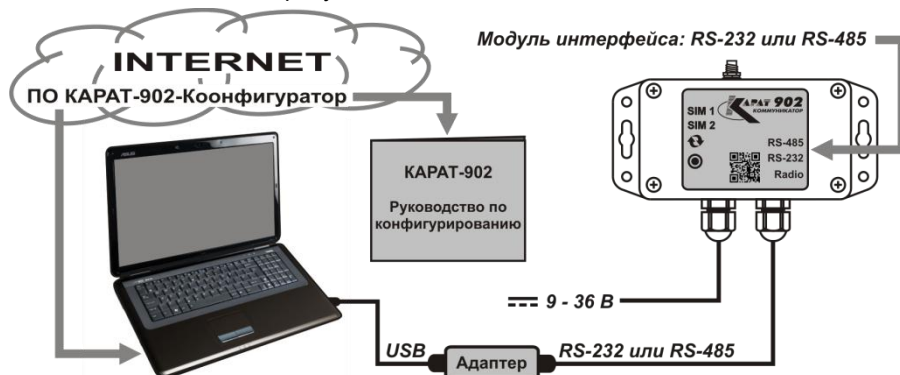 INTERNET
ПО КАРАТ-902-Коонфигуратор
Модуль интерфейса: RS-232 или RS-485
SIM 1
SIM 2
КАРАТ 902
КОММУНИКАТОР
RS-485
RS-232
Radio
КАРАТ-902
Руководство по
конфигурированию
9 - 36 В
USB
Адаптер
RS-232 или RS-485